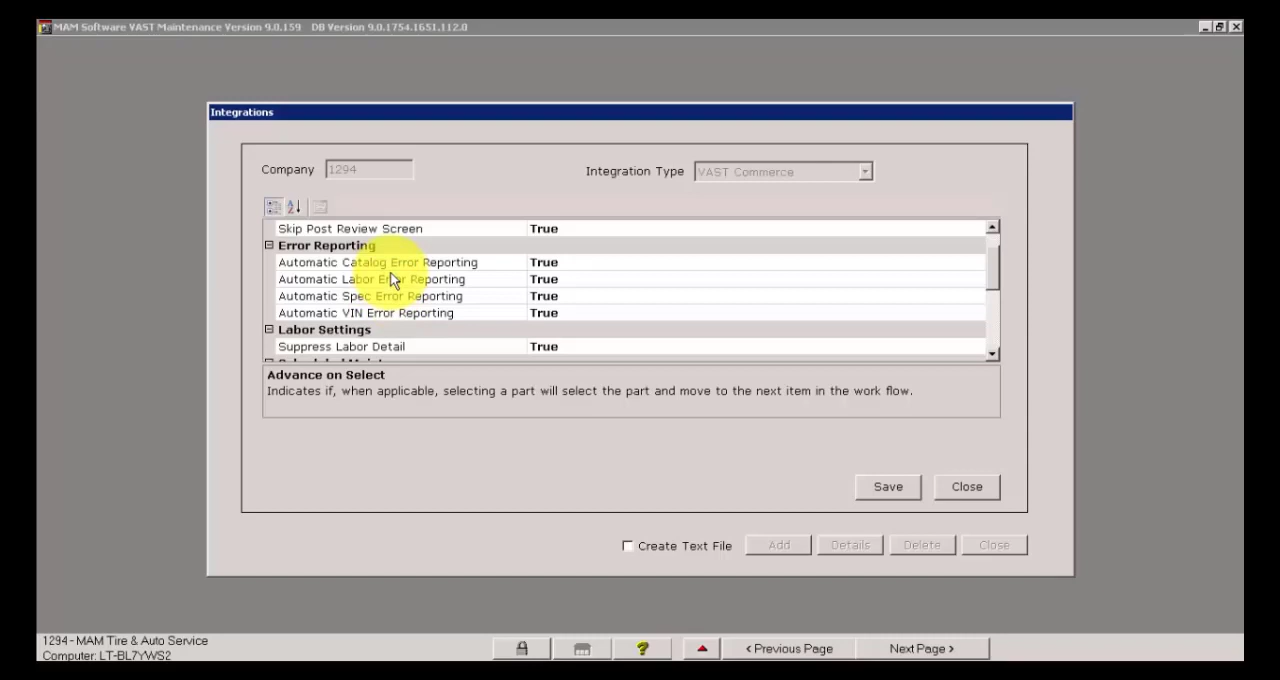 MAM Software VAST Maintenance Version 9.0.159 DB Version 9.0.1754.1651.112.0
Integrations
Company 1294 Integration Type VAST Commerce
Skip Post Review Screen True
Error Reporting
Automatic Catalog Error Reporting True
Automatic Labor Error Reporting True
Automatic Spec Error Reporting True
Automatic VIN Error Reporting True
Labor Settings
Suppress Labor Detail True
Advance on Select
Indicates if, when applicable, selecting a part will select the part and move to the next item in the work flow.
Save Close
Create Text File Add Details Delete Close
1294 - MAM Tire & Auto Service
Computer: LT-BL7YWS2
< Previous Page Next Page >